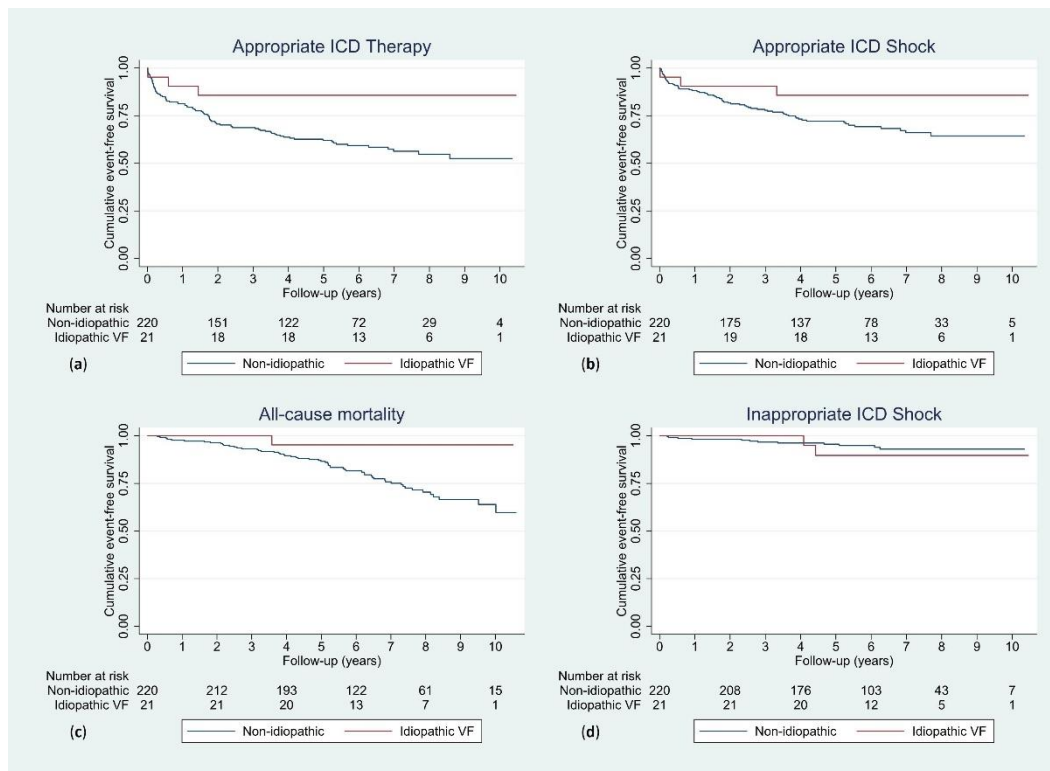 Appropriate ICD Therapy
Cumulative event-free survival
1.00
0.75
0.50
0.25
0.00
0 1 2 3 4 5 6 7 8 9 10
Follow-up (years)
Number at risk
Non-idiopathic 220 151 122 72 29 4
Idiopathic VF 21 18 18 13 6 1
(a)
Non-idiopathic Idiopathic VF
Appropriate ICD Shock
Cumulative event-free survival
1.00
0.75
0.50
0.25
0.00
0 1 2 3 4 5 6 7 8 9 10
Follow-up (years)
Number at risk
Non-idiopathic 220 175 137 78 33 5
Idiopathic VF 21 19 18 13 6 1
(b)
Non-idiopathic Idiopathic VF
All-cause mortality
Cumulative event-free survival
1.00
0.75
0.50
0.25
0.00
0 1 2 3 4 5 6 7 8 9 10
Follow-up (years)
Number at risk
Non-idiopathic 220 212 193 122 61 15
Idiopathic VF 21 21 20 13 7 1
(c)
Non-idiopathic Idiopathic VF
Inappropriate ICD Shock
Cumulative event-free survival
1.00
0.75
0.50
0.25
0.00
0 1 2 3 4 5 6 7 8 9 10
Follow-up (years)
Number at risk
Non-idiopathic 220 208 176 103 43 7
Idiopathic VF 21 21 20 12 5 1
(d)
Non-idiopathic Idiopathic VF